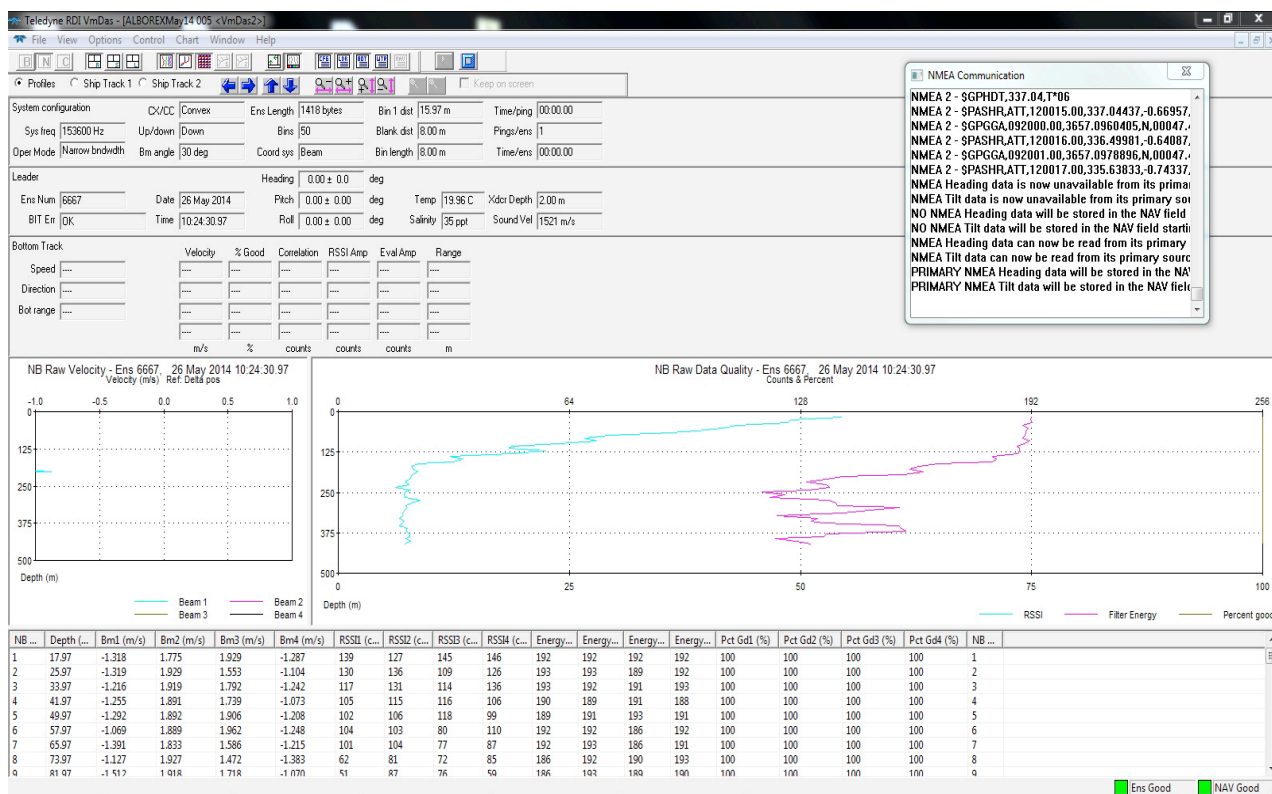 Teledyne RDI VmDas - [ALBOREXMay14 005 <VmDas2>]
File View Options Control Chart Window Help
B N C
Profiles Ship Track 1 Ship Track 2 Keep on screen
System configuration CX/CC Convex Ens Length 1418 bytes Bin 1 dist 15.97 m Time/ping 00:00.00
Sys freq 153600 Hz Up/down Down Bins 50 Blank dist 8.00 m Pings/ens 1
Oper Mode Narrow bndwdth Bm angle 30 deg Coord sys Beam Bin length 8.00 m Time/ens 00:00.00
Leader Heading 0.00 ± 0.0 deg
Ens Num 6667 Date 26 May 2014 Pitch 0.00 ± 0.00 deg Temp 19.96 C Xdcr Depth 2.00 m
BIT Err OK Time 10:24:30.97 Roll 0.00 ± 0.00 deg Salinity 35 ppt Sound Vel 1521 m/s
Bottom Track Velocity % Good Correlation RSSI Amp Eval Amp Range
Speed ---- ---- ---- ---- ---- ---- ----
Direction ---- ---- ---- ---- ---- ---- ----
Bot range ---- ---- ---- ---- ---- ---- ----
---- ---- ---- ---- ---- ----
m/s % counts counts counts m
NMEA Communication
NMEA 2 - $GPHDT,337.04,T*06
NMEA 2 - $PASHR,ATT,120015.00,337.04437,-0.66957,
NMEA 2 - $GPGGA,092000.00,3657.0960405,N,00047.
NMEA 2 - $PASHR,ATT,120016.00,336.49981,-0.64087,
NMEA 2 - $GPGGA,092001.00,3657.0978896,N,00047.
NMEA 2 - $PASHR,ATT,120017.00,335.63833,-0.74337,
NMEA Heading data is now unavailable from its primar
NMEA Tilt data is now unavailable from its primary sou
NO NMEA Heading data will be stored in the NAV field
NO NMEA Tilt data will be stored in the NAV field starti
NMEA Heading data can now be read from its primary
NMEA Tilt data can now be read from its primary sourc
PRIMARY NMEA Heading data will be stored in the NAV
PRIMARY NMEA Tilt data will be stored in the NAV field
NB Raw Velocity - Ens 6667, 26 May 2014 10:24:30.97
Velocity (m/s) Ref: Delta pos
-1.0 -0.5 0.0 0.5 1.0
0
125
250
375
500
Depth (m)
Beam 1 Beam 2
Beam 3 Beam 4
NB Raw Data Quality - Ens 6667, 26 May 2014 10:24:30.97
Counts & Percent
0 64 128 192 256
0
125
250
375
500
0 25 50 75 100
Depth (m)
RSSI Filter Energy Percent good
NB ... Depth (... Bm1 (m/s) Bm2 (m/s) Bm3 (m/s) Bm4 (m/s) RSSI1 (c... RSSI2 (c... RSSI3 (c... RSSI4 (c... Energy... Energy... Energy... Energy... Pct Gd1 (%) Pct Gd2 (%) Pct Gd3 (%) Pct Gd4 (%) NB ...
1 17.97 -1.318 1.775 1.929 -1.287 139 127 145 146 192 192 192 192 100 100 100 100 1
2 25.97 -1.319 1.929 1.553 -1.104 130 136 109 126 193 193 189 192 100 100 100 100 2
3 33.97 -1.216 1.919 1.792 -1.242 117 131 114 136 193 192 191 193 100 100 100 100 3
4 41.97 -1.255 1.891 1.739 -1.073 105 115 116 106 190 189 191 188 100 100 100 100 4
5 49.97 -1.292 1.892 1.906 -1.208 102 106 118 99 189 191 193 191 100 100 100 100 5
6 57.97 -1.069 1.889 1.962 -1.248 104 103 80 110 192 192 186 192 100 100 100 100 6
7 65.97 -1.391 1.833 1.586 -1.215 101 104 77 87 192 193 186 191 100 100 100 100 7
8 73.97 -1.127 1.927 1.472 -1.383 62 81 72 85 186 192 190 193 100 100 100 100 8
9 81.97 -1.512 1.918 1.718 -1.070 51 87 76 59 186 193 189 190 100 100 100 100 9
Ens Good NAV Good